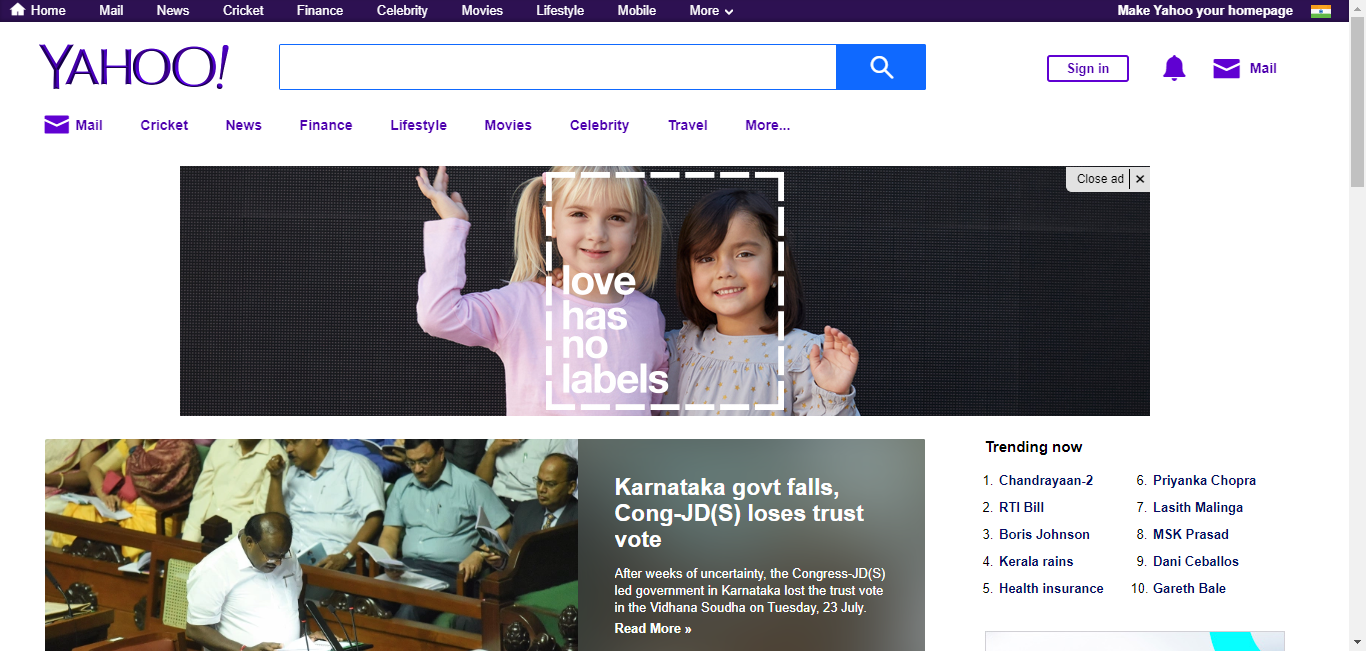 Home Mail News Cricket Finance Celebrity Movies Lifestyle Mobile More Make Yahoo your homepage
YAHOO!
Sign in
Mail
Mail Cricket News Finance Lifestyle Movies Celebrity Travel More...
Close ad ×
love
has
no
labels
Karnataka govt falls,
Cong-JD(S) loses trust
vote
After weeks of uncertainty, the Congress-JD(S)
led government in Karnataka lost the trust vote
in the Vidhana Soudha on Tuesday, 23 July.
Read More »
Trending now
1. Chandrayaan-2
2. RTI Bill
3. Boris Johnson
4. Kerala rains
5. Health insurance
6. Priyanka Chopra
7. Lasith Malinga
8. MSK Prasad
9. Dani Ceballos
10. Gareth Bale